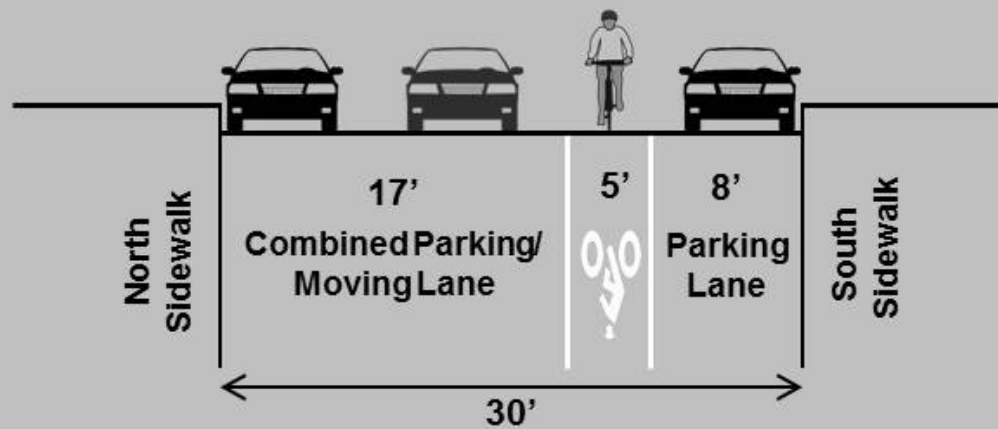 North
Sidewalk
17’
Combined Parking/
Moving Lane
5’
8’
Parking
Lane
South
Sidewalk
30’